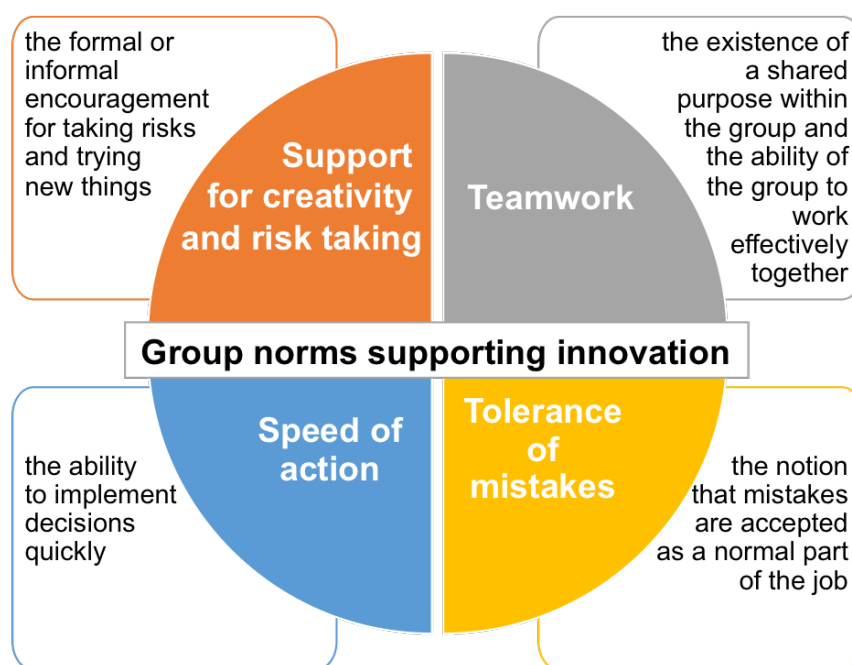 the formal or
informal
encouragement
for taking risks
and trying
new things
Support
for creativity
and risk taking
Teamwork
the existence of
a shared
purpose within
the group and
the ability of
the group to
work
effectively
together
Group norms supporting innovation
the ability
to implement
decisions
quickly
Speed of
action
Tolerance
of
mistakes
the notion
that mistakes
are accepted
as a normal part
of the job